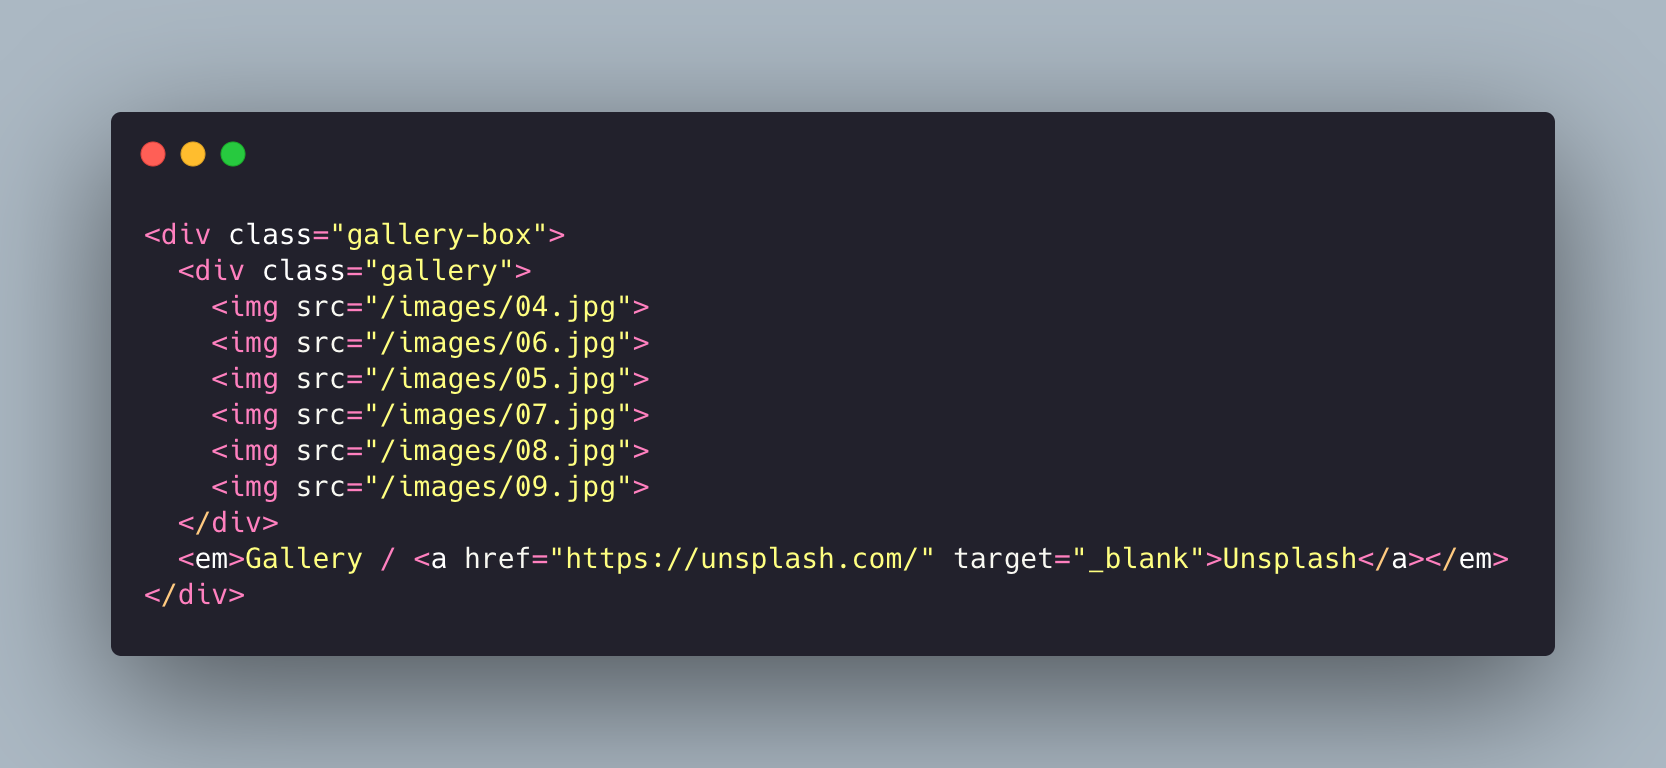 <div class="gallery-box">
  <div class="gallery">
    <img src="/images/04.jpg">
    <img src="/images/06.jpg">
    <img src="/images/05.jpg">
    <img src="/images/07.jpg">
    <img src="/images/08.jpg">
    <img src="/images/09.jpg">
  </div>
  <em>Gallery / <a href="https://unsplash.com/" target="_blank">Unsplash</a></em>
</div>